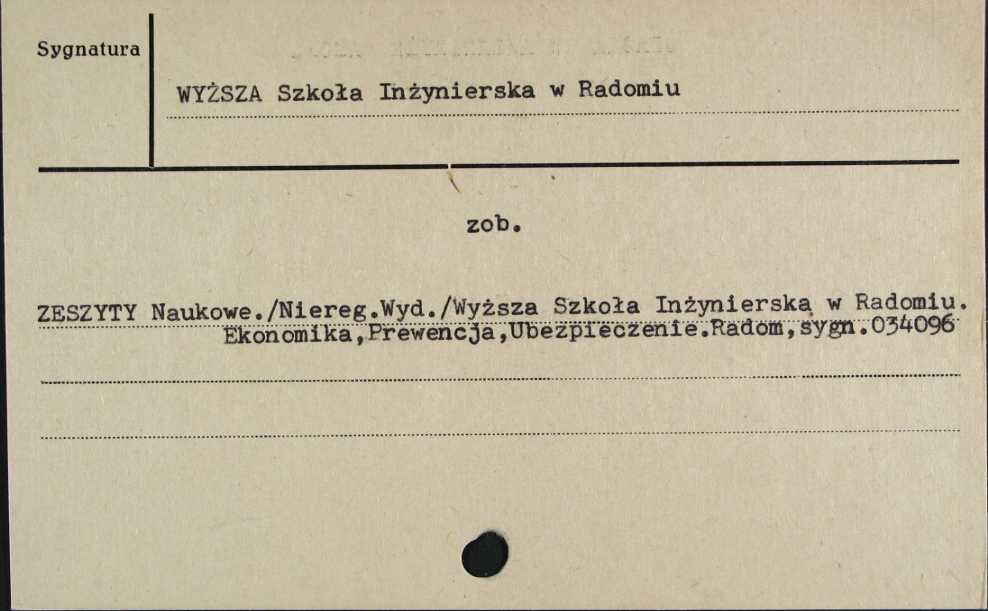 Sygnatura
WYŻSZA Szkoła Inżynierska w Radomiu
zob.
ZESZYTY Naukowe./Niereg.Wyd./Wyższa Szkoła Inżynierska w Radomiu.
Ekonomika,Prewencja,Ubezpieczenie.Radom,sygn.034096